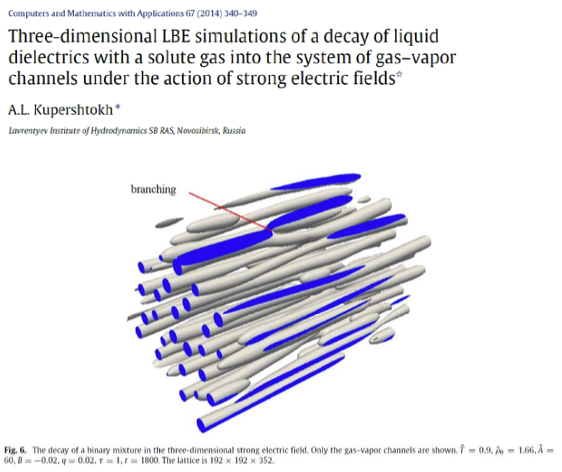 Computers and Mathematics with Applications 67 (2014) 340–349
Three-dimensional LBE simulations of a decay of liquid
dielectrics with a solute gas into the system of gas–vapor
channels under the action of strong electric fields☆
A.L. Kupershtokh*
Lavrentyev Institute of Hydrodynamics SB RAS, Novosibirsk, Russia
branching
Fig. 6. The decay of a binary mixture in the three-dimensional strong electric field. Only the gas–vapor channels are shown. T̃ = 0.9, ρ̃₀ = 1.66, Ã =
60, B = −0.02, q = 0.02, τ = 1, t = 1800. The lattice is 192 × 192 × 352.